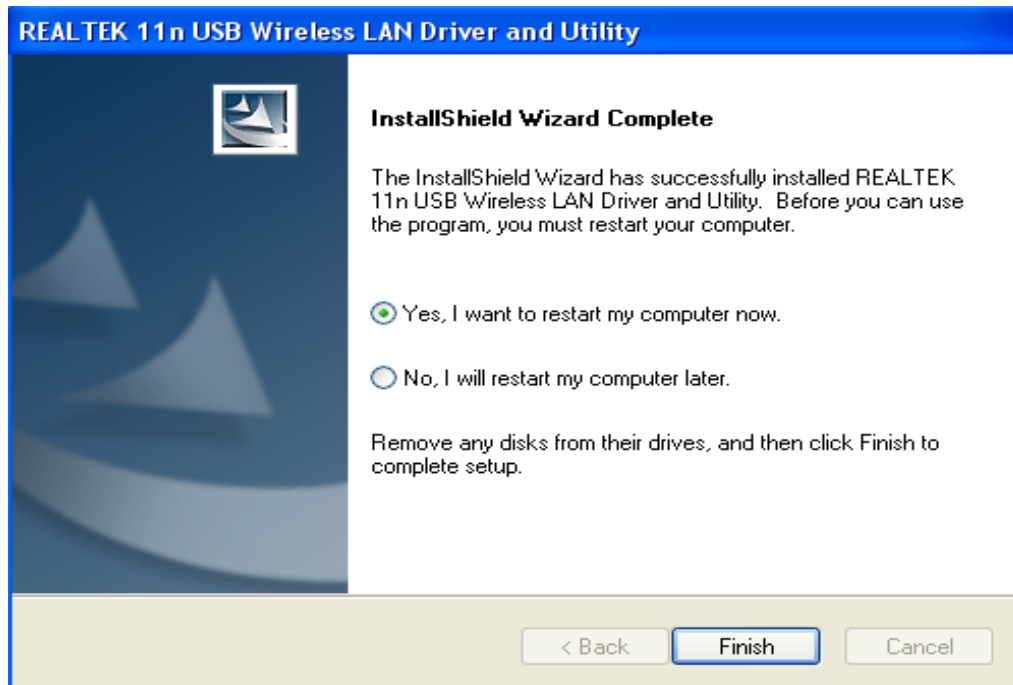 REALTEK 11n USB Wireless LAN Driver and Utility
InstallShield Wizard Complete
The InstallShield Wizard has successfully installed REALTEK
11n USB Wireless LAN Driver and Utility.  Before you can use
the program, you must restart your computer.
Yes, I want to restart my computer now.
No, I will restart my computer later.
Remove any disks from their drives, and then click Finish to
complete setup.
< Back Finish Cancel